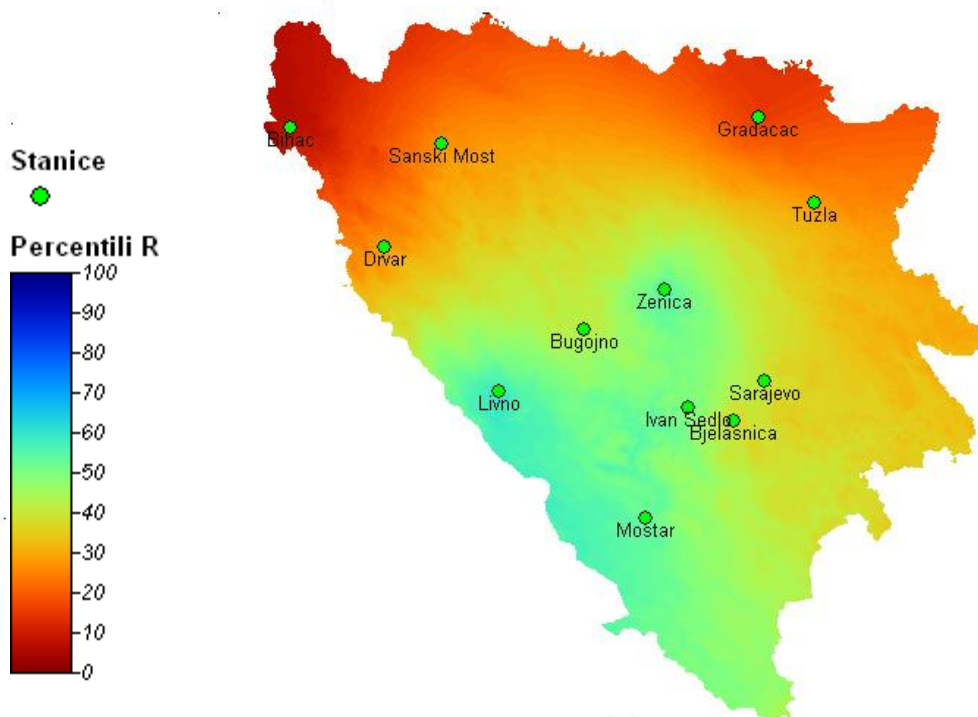 Stanice
Percentili R
100
90
80
70
60
50
40
30
20
10
0
Bihac
Sanski Most
Gradacac
Tuzla
Drvar
Zenica
Bugojno
Livno
Sarajevo
Ivan Sedlo
Bjelasnica
Mostar